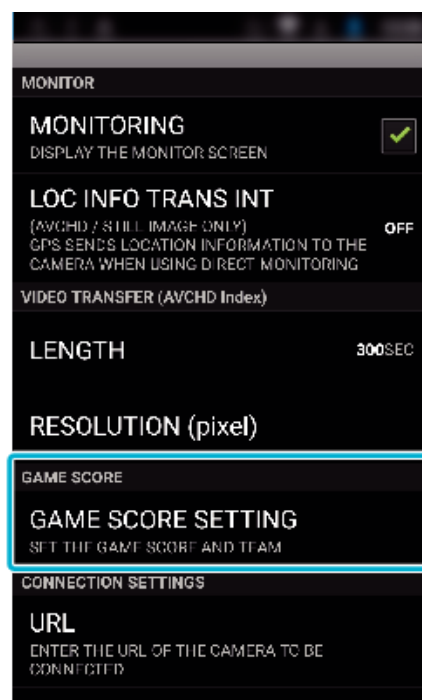 MONITOR
MONITORING
DISPLAY THE MONITOR SCREEN
LOC INFO TRANS INT
(AVCHD / STILL IMAGE ONLY)
OFF
GPS SENDS LOCATION INFORMATION TO THE
CAMERA WHEN USING DIRECT MONITORING
VIDEO TRANSFER (AVCHD Index)
LENGTH
300SEC
RESOLUTION (pixel)
GAME SCORE
GAME SCORE SETTING
SET THE GAME SCORE AND TEAM
CONNECTION SETTINGS
URL
ENTER THE URL OF THE CAMERA TO BE
CONNECTED